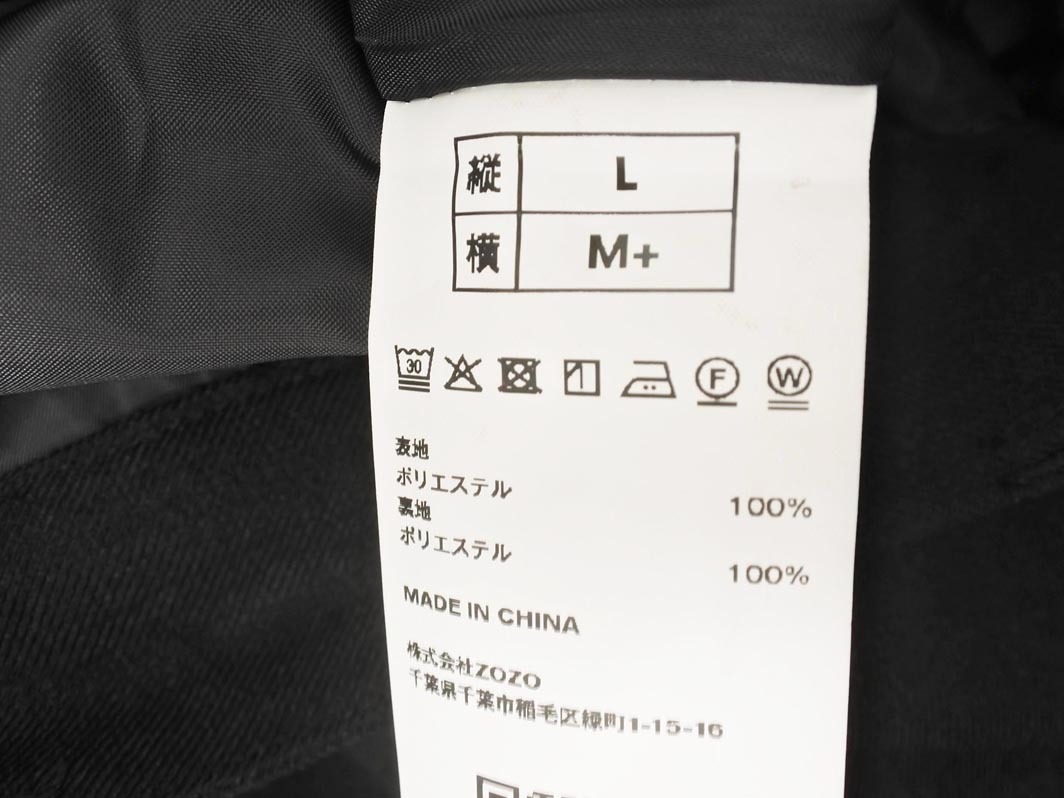 縦 L
横 M+
30 F W
表地
ポリエステル 100%
裏地
ポリエステル 100%
MADE IN CHINA
株式会社ZOZO
千葉県千葉市稲毛区緑町1-15-16